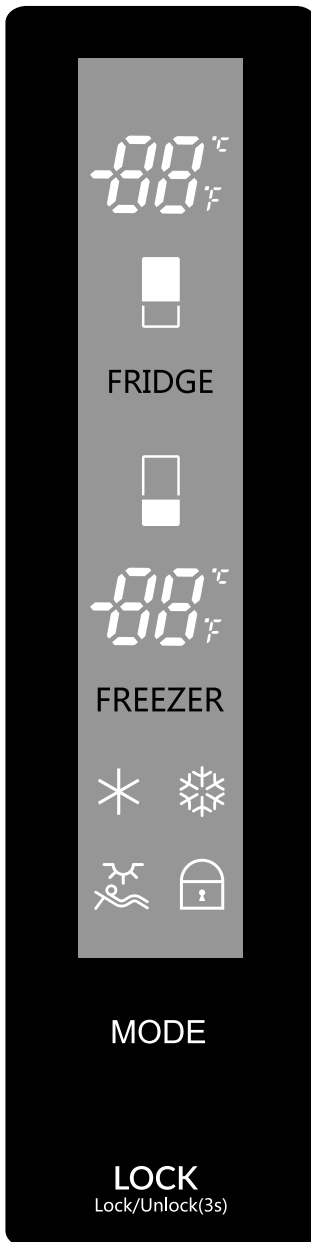 -88°C
°F
FRIDGE
-88°C
°F
FREEZER
MODE
LOCK
Lock/Unlock(3s)